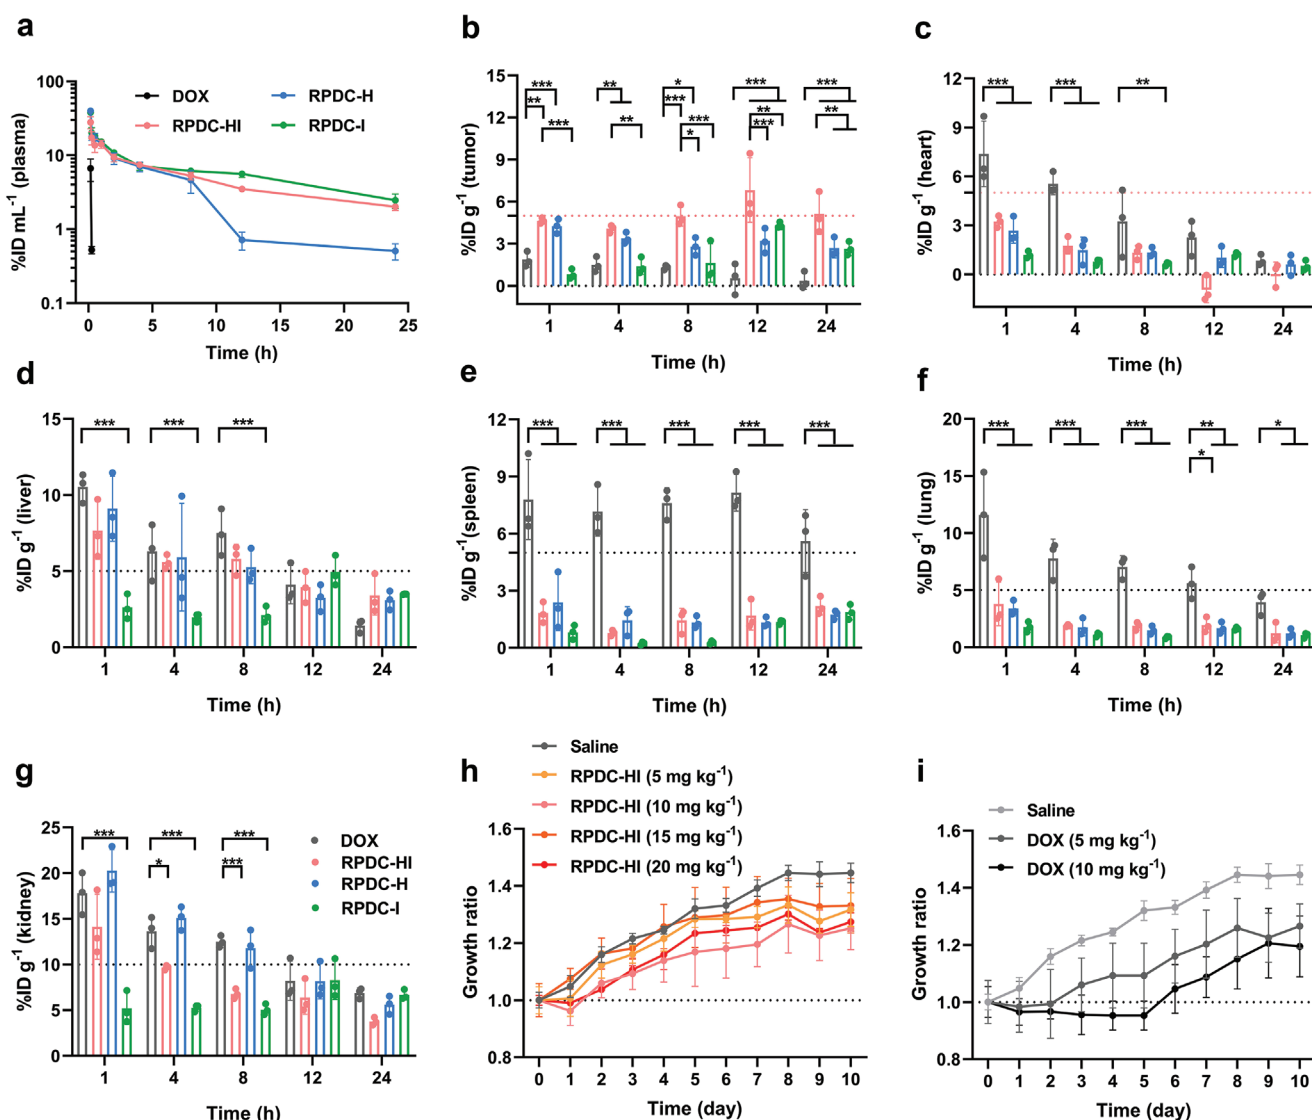 a
%ID mL⁻¹ (plasma)
100
10
1
0.1
DOX
RPDC-HI
RPDC-H
RPDC-I
0 5 10 15 20 25
Time (h)
b
%ID g⁻¹ (tumor)
15
12
9
6
3
0
*** ** *** ** ** * *** *** * *** ** *** *** **
1 4 8 12 24
Time (h)
c
%ID g⁻¹ (heart)
12
9
6
3
0
*** *** **
1 4 8 12 24
Time (h)
d
%ID g⁻¹ (liver)
15
10
5
0
*** *** ***
1 4 8 12 24
Time (h)
e
%ID g⁻¹(spleen)
12
9
6
3
0
*** *** *** *** ***
1 4 8 12 24
Time (h)
f
%ID g⁻¹ (lung)
20
15
10
5
0
*** *** *** ** * *
1 4 8 12 24
Time (h)
g
%ID g⁻¹ (kidney)
25
20
15
10
5
0
*** *** * *** ***
DOX
RPDC-HI
RPDC-H
RPDC-I
1 4 8 12 24
Time (h)
h
Saline
RPDC-HI (5 mg kg⁻¹)
RPDC-HI (10 mg kg⁻¹)
RPDC-HI (15 mg kg⁻¹)
RPDC-HI (20 mg kg⁻¹)
Growth ratio
1.6
1.4
1.2
1.0
0.8
0 1 2 3 4 5 6 7 8 9 10
Time (day)
i
Saline
DOX (5 mg kg⁻¹)
DOX (10 mg kg⁻¹)
Growth ratio
1.6
1.4
1.2
1.0
0.8
0 1 2 3 4 5 6 7 8 9 10
Time (day)